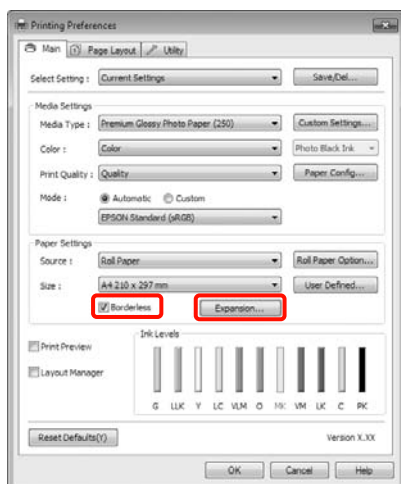 Printing Preferences
Main Page Layout Utility
Select Setting : Current Settings Save/Del...
Media Settings
Media Type : Premium Glossy Photo Paper (250) Custom Settings...
Color : Color Photo Black Ink
Print Quality : Quality Paper Config...
Mode : Automatic Custom
EPSON Standard (sRGB)
Paper Settings
Source : Roll Paper Roll Paper Option...
Size : A4 210 x 297 mm User Defined...
Borderless Expansion...
Ink Levels
Print Preview
Layout Manager
G LLK Y LC VLM O MK VM LK C PK
Reset Defaults(Y) Version X.XX
OK Cancel Help